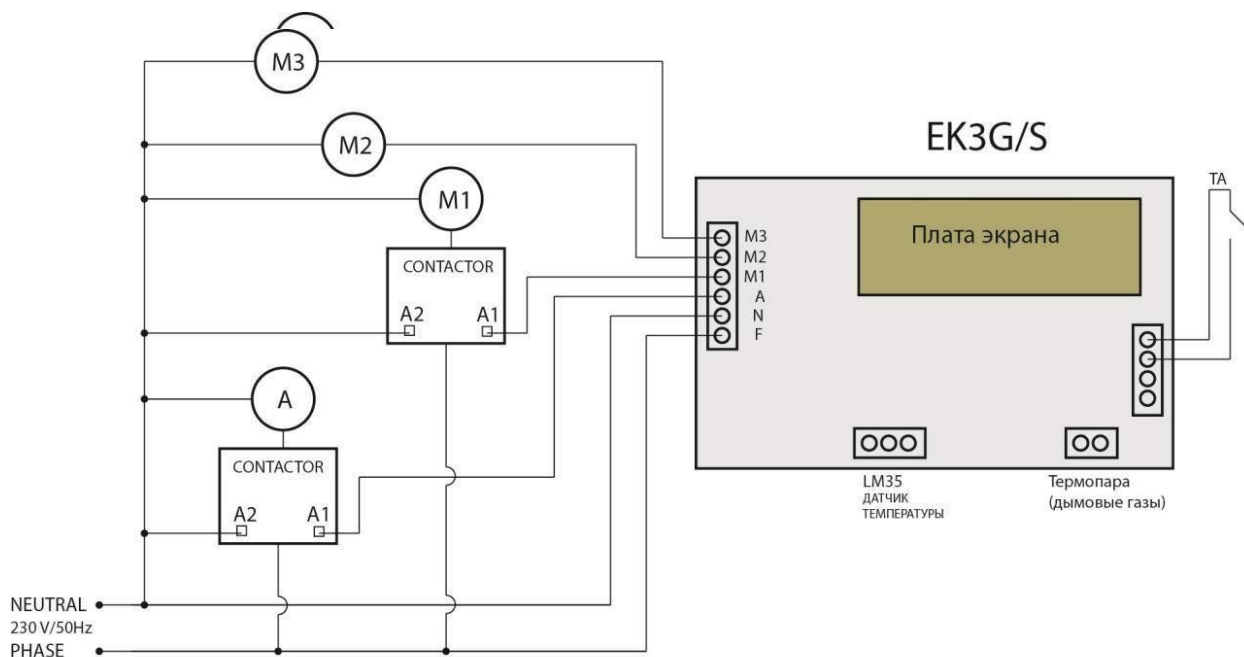 M3
EK3G/S
M2
TA
M1
Плата экрана
M3
M2
M1
A
N
F
CONTACTOR
A2
A1
A
CONTACTOR
A2
A1
LM35
ДАТЧИК
ТЕМПЕРАТУРЫ
Термопара
(дымовые газы)
NEUTRAL
230 V/50Hz
PHASE